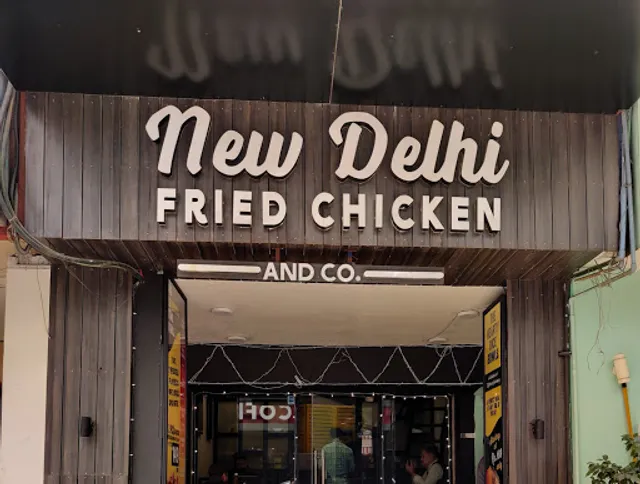 New Delhi
FRIED CHICKEN
AND CO.